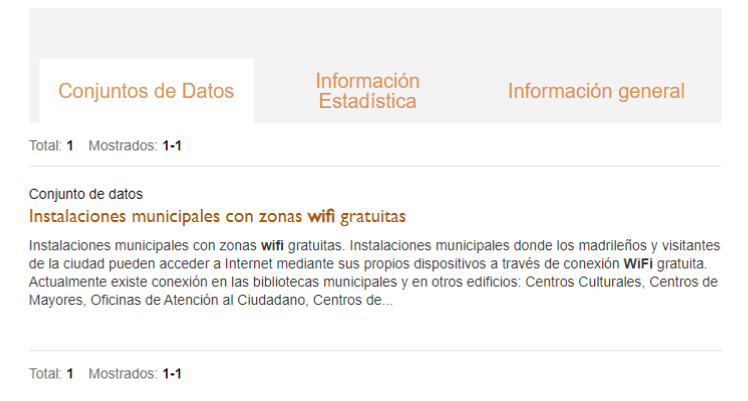 Conjuntos de Datos
Información
Estadística
Información general
Total: 1 Mostrados: 1-1
Conjunto de datos
Instalaciones municipales con zonas wifi gratuitas
Instalaciones municipales con zonas wifi gratuitas. Instalaciones municipales donde los madrileños y visitantes
de la ciudad pueden acceder a Internet mediante sus propios dispositivos a través de conexión WiFi gratuita.
Actualmente existe conexión en las bibliotecas municipales y en otros edificios: Centros Culturales, Centros de
Mayores, Oficinas de Atención al Ciudadano, Centros de...
Total: 1 Mostrados: 1-1